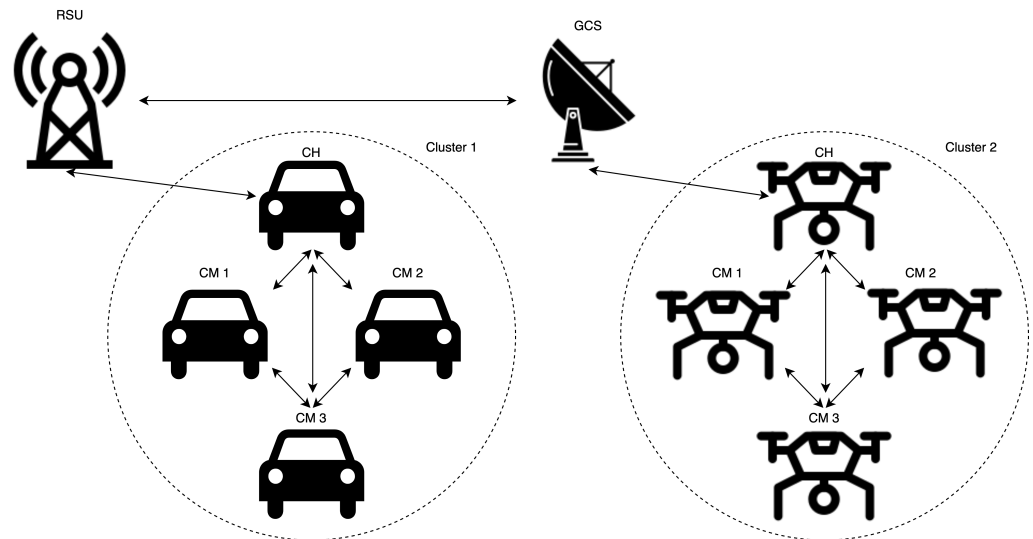 RSU
GCS
Cluster 1
CH
CM 1
CM 2
CM 3
Cluster 2
CH
CM 1
CM 2
CM 3